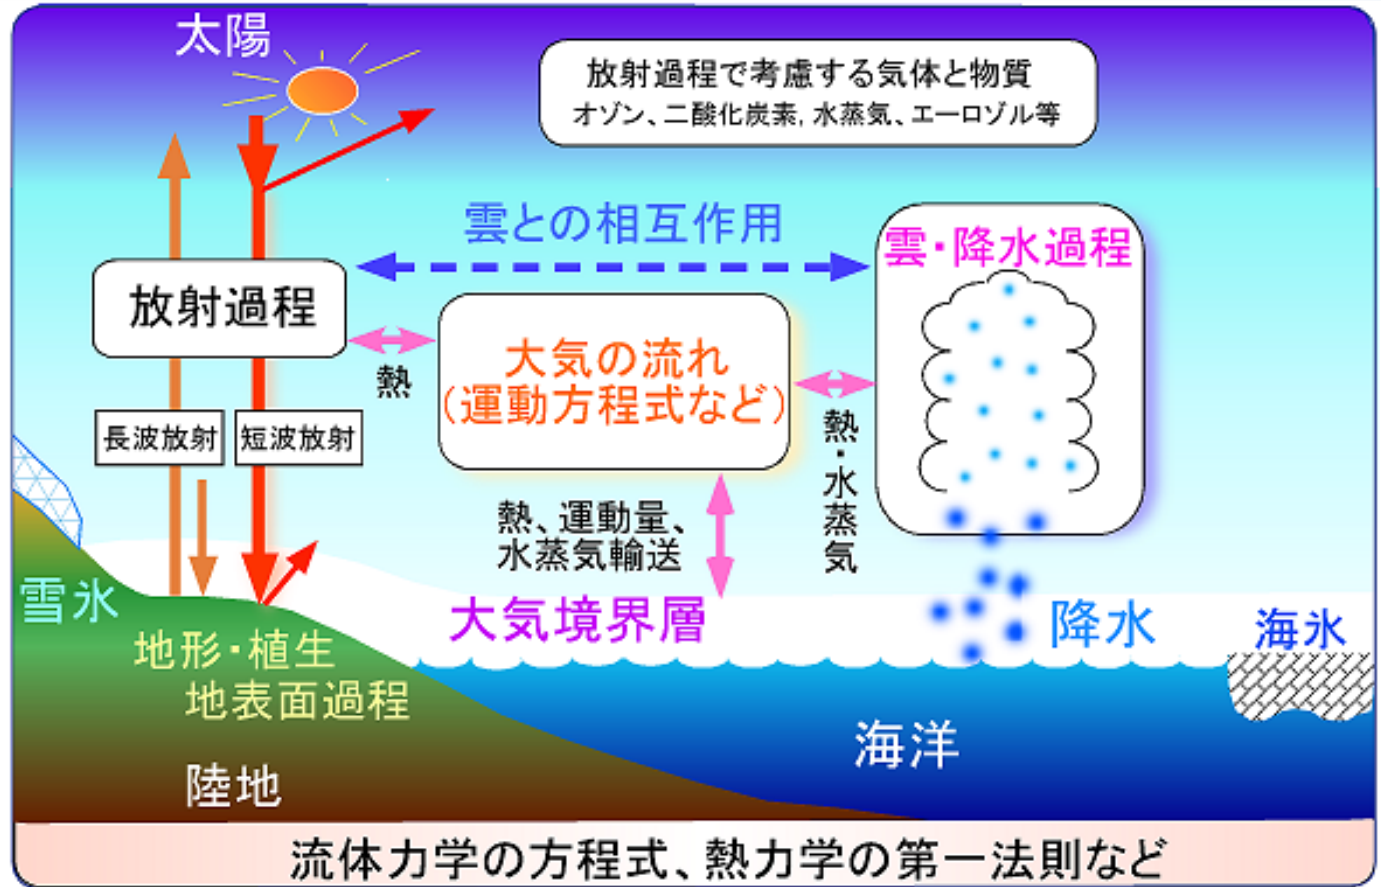 太陽
放射過程で考慮する気体と物質
オゾン、二酸化炭素, 水蒸気、エーロゾル等
雲との相互作用
雲・降水過程
放射過程
大気の流れ
(運動方程式など)
熱
長波放射
短波放射
熱・水蒸気
熱、運動量、
水蒸気輸送
雪氷
大気境界層
降水
海氷
地形・植生
地表面過程
海洋
陸地
流体力学の方程式、熱力学の第一法則など